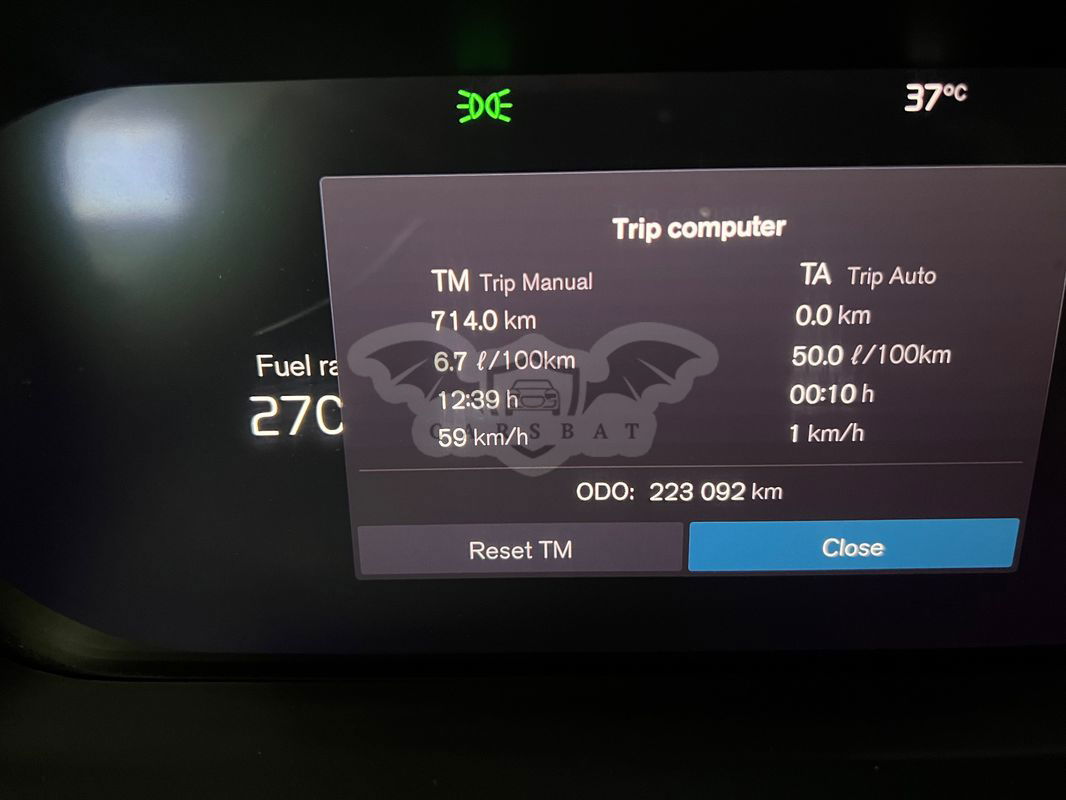 37°C
Trip computer
TM Trip Manual
714.0 km
6.7 ℓ/100km
12:39 h
59 km/h
TA Trip Auto
0.0 km
50.0 ℓ/100km
00:10 h
1 km/h
Fuel ra
270
CARSBAT
ODO: 223 092 km
Reset TM
Close